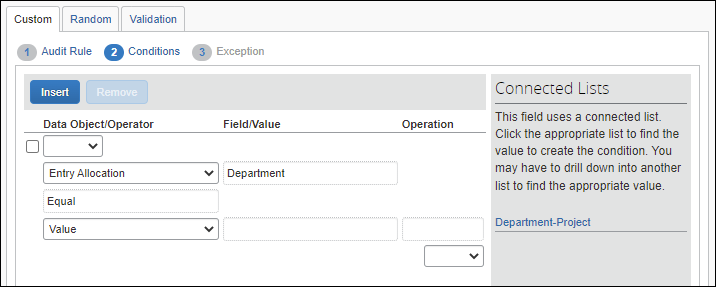 Custom Random Validation
1 Audit Rule 2 Conditions 3 Exception
Insert Remove
Data Object/Operator Field/Value Operation
Entry Allocation Department
Equal
Value
Connected Lists
This field uses a connected list.
Click the appropriate list to find the
value to create the condition. You
may have to drill down into another
list to find the appropriate value.
Department-Project